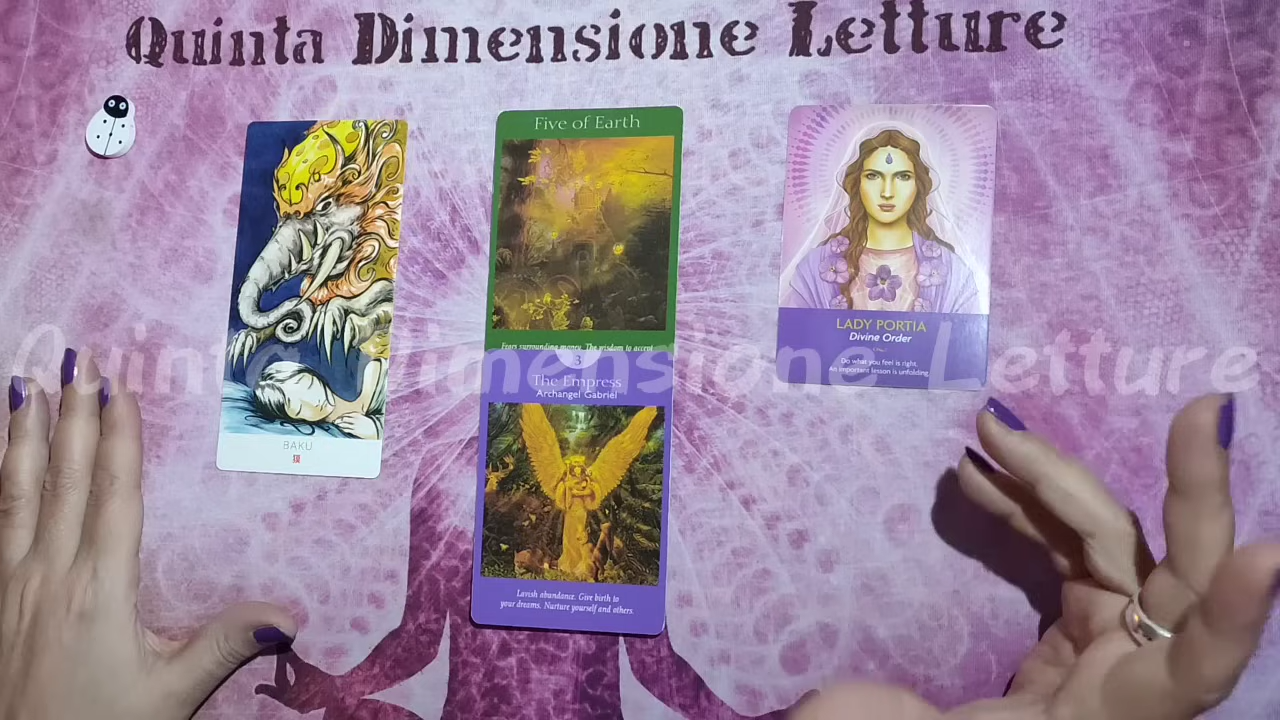 Quinta Dimensione Letture
Five of Earth
Fears surrounding money. The wisdom to accept
3
The Empress
Archangel Gabriel
Lavish abundance. Give birth to
your dreams. Nurture yourself and others.
BAKU
獏
LADY PORTIA
Divine Order
Do what you feel is right.
An important lesson is unfolding.
Quinta Dimensione Letture